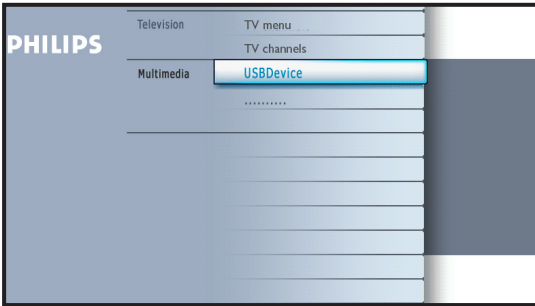 Television TV menu
PHILIPS
TV channels
Multimedia USBDevice
..........